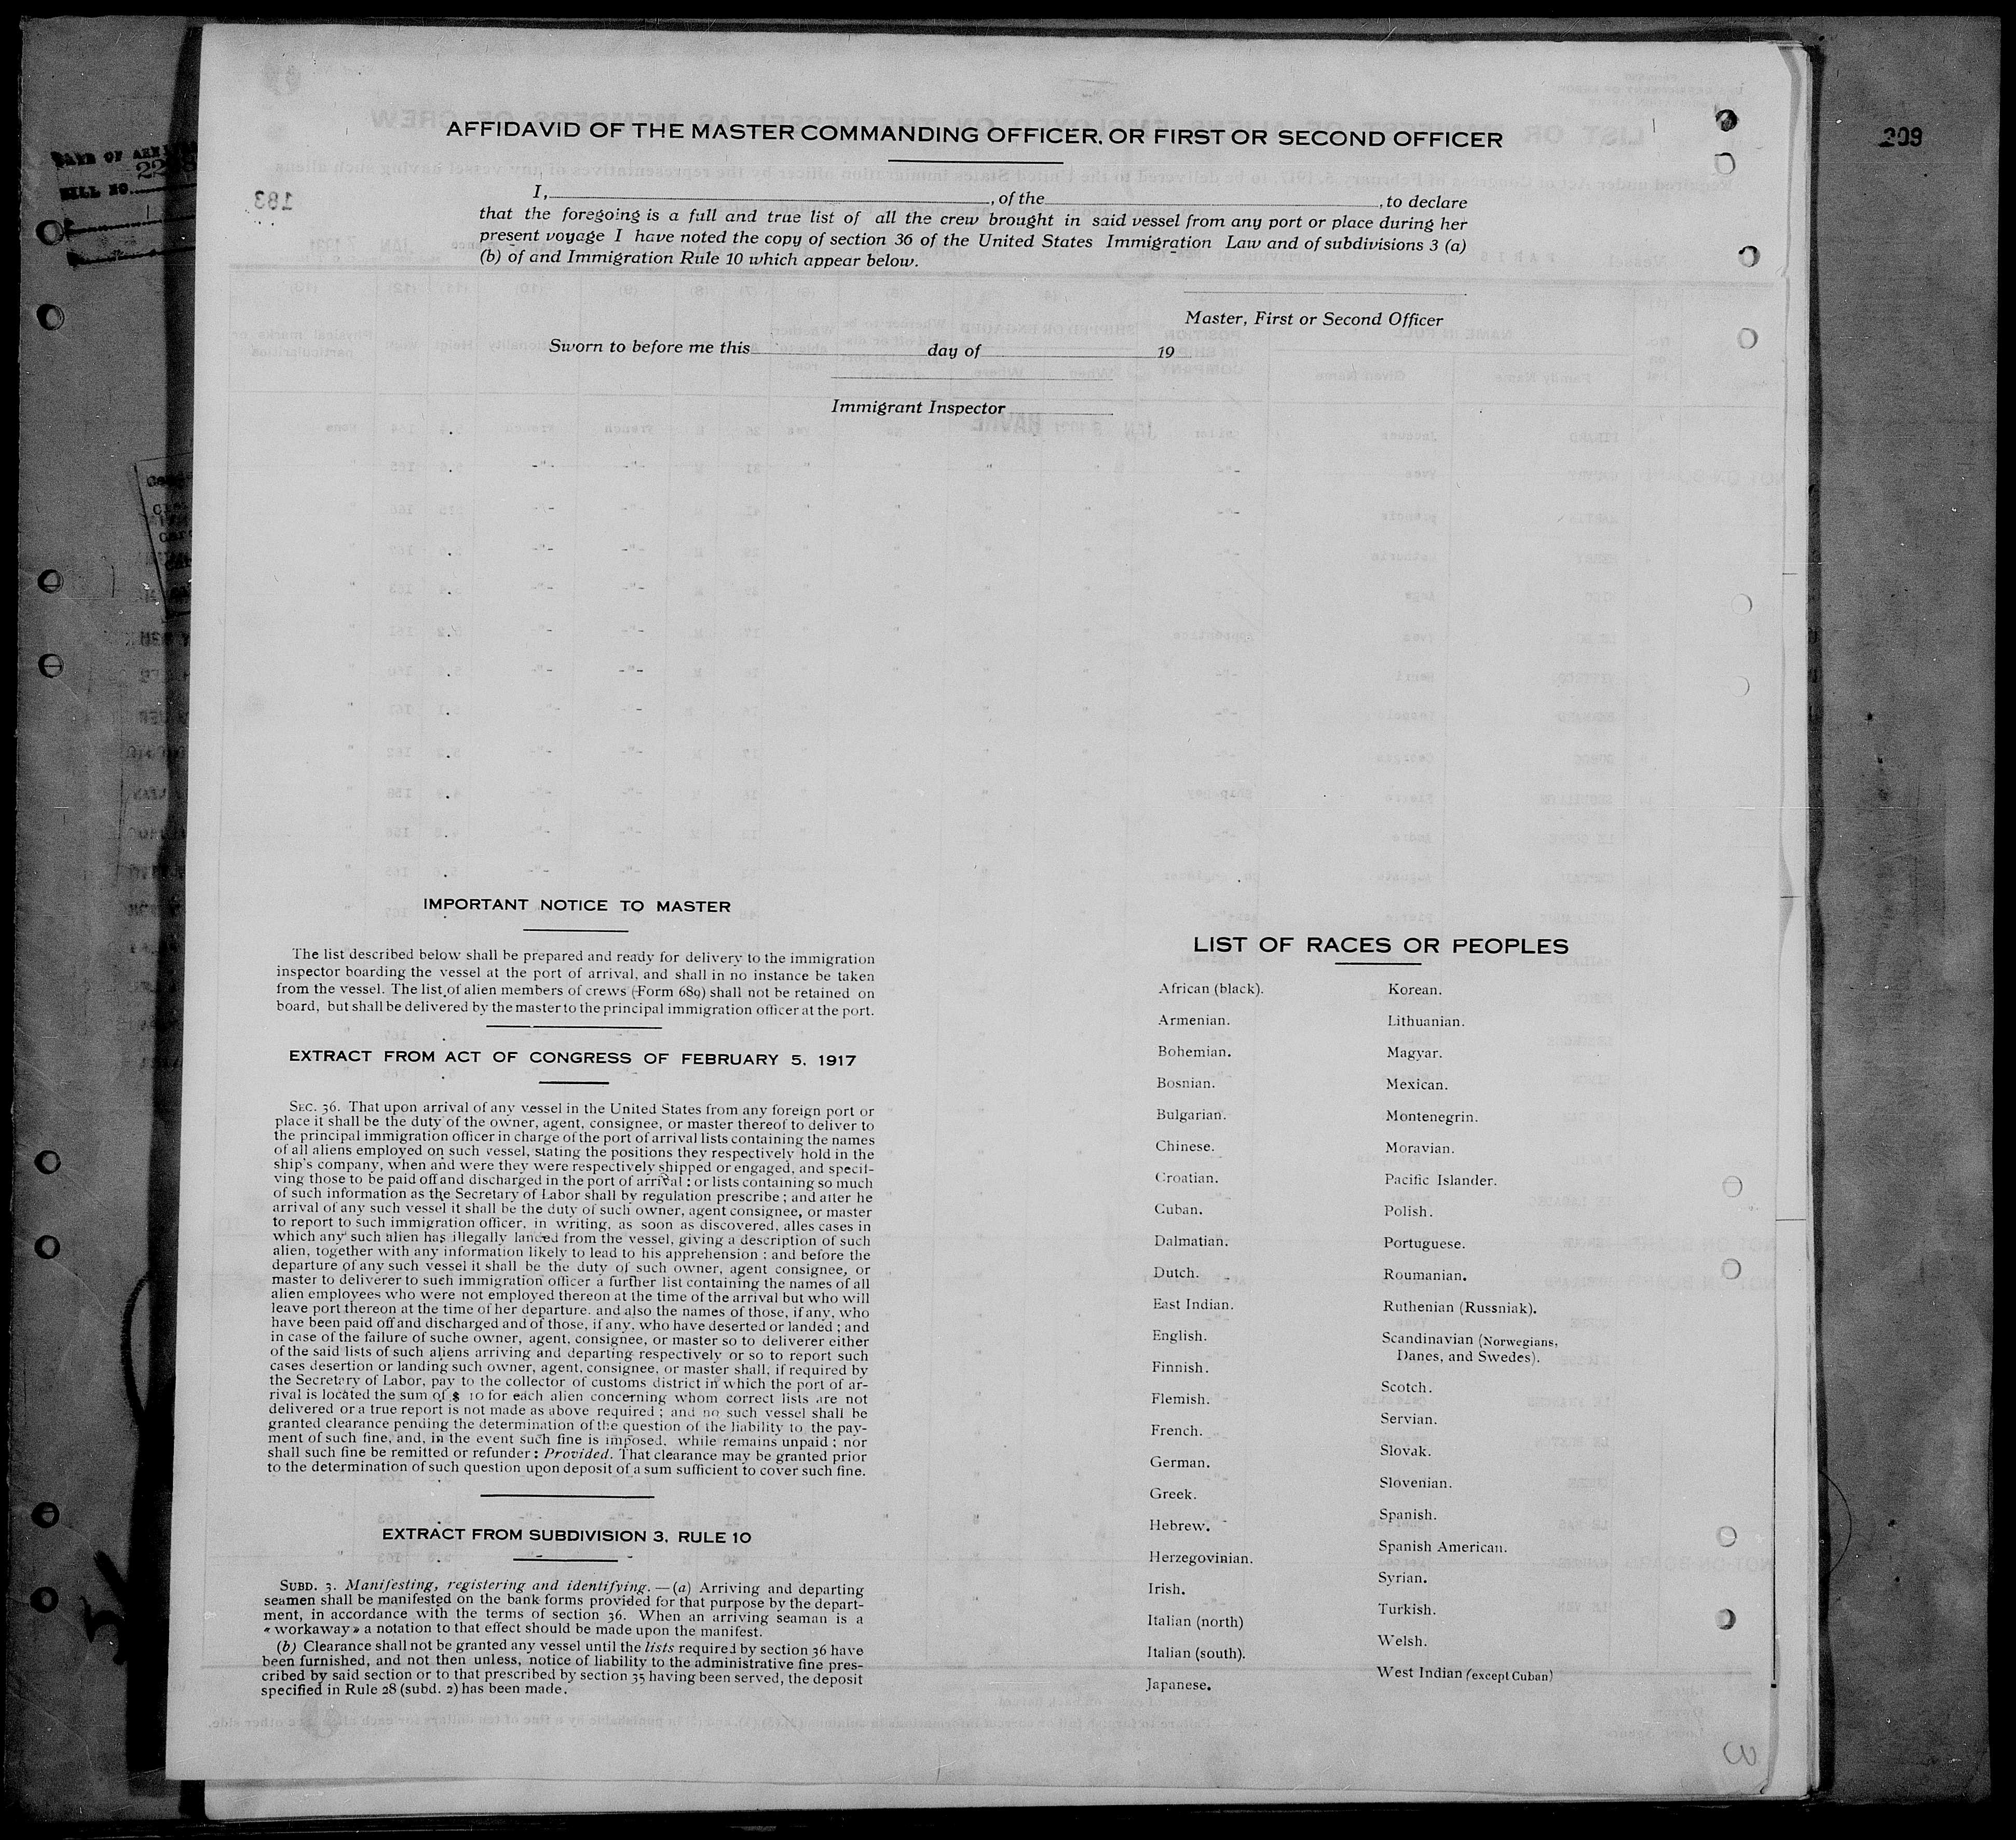 AFFIDAVID OF THE MASTER COMMANDING OFFICER, OR FIRST OR SECOND OFFICER
209
I,, of the, to declare
that the foregoing is a full and true list of all the crew brought in said vessel from any port or place during her
present voyage I have noted the copy of section 36 of the United States Immigration Law and of subdivisions 3 (a)
(b) of and Immigration Rule 10 which appear below.
Master, First or Second Officer
Sworn to before me this day of 19
Immigrant Inspector
IMPORTANT NOTICE TO MASTER
The list described below shall be prepared and ready for delivery to the immigration
inspector boarding the vessel at the port of arrival, and shall in no instance be taken
from the vessel. The list of alien members of crews (Form 689) shall not be retained on
board, but shall be delivered by the master to the principal immigration officer at the port.
EXTRACT FROM ACT OF CONGRESS OF FEBRUARY 5, 1917
SEC. 36. That upon arrival of any vessel in the United States from any foreign port or
place it shall be the duty of the owner, agent, consignee, or master thereof to deliver to
the principal immigration officer in charge of the port of arrival lists containing the names
of all aliens employed on such vessel, stating the positions they respectively hold in the
ship's company, when and were they were respectively shipped or engaged, and specif-
ving those to be paid off and discharged in the port of arrival : or lists containing so much
of such information as the Secretary of Labor shall by regulation prescribe ; and atter he
arrival of any such vessel it shall be the duty of such owner, agent consignee, or master
to report to such immigration officer, in writing, as soon as discovered, alles cases in
which any such alien has illegally landed from the vessel, giving a description of such
alien, together with any information likely to lead to his apprehension : and before the
departure of any such vessel it shall be the duty of such owner, agent consignee, or
master to deliverer to such immigration officer a further list containing the names of all
alien employees who were not employed thereon at the time of the arrival but who will
leave port thereon at the time of her departure. and also the names of those, if any, who
have been paid off and discharged and of those, if any, who have deserted or landed ; and
in case of the failure of suche owner, agent, consignee, or master so to deliverer either
of the said lists of such aliens arriving and departing respectively or so to report such
cases desertion or landing such owner, agent, consignee, or master shall, if required by
the Secretary of Labor, pay to the collector of customs district in which the port of ar-
rival is located the sum of $ 10 for each alien concerning whom correct lists are not
delivered or a true report is not made as above required ; and no such vessel shall be
granted clearance pending the determination of the question of the liability to the pay-
ment of such fine, and, in the event such fine is imposed, while remains unpaid ; nor
shall such fine be remitted or refunder : Provided, That clearance may be granted prior
to the determination of such question upon deposit of a sum sufficient to cover such fine.
EXTRACT FROM SUBDIVISION 3, RULE 10
SUBD. 3. Manifesting, registering and identifying. — (a) Arriving and departing
seamen shall be manifested on the bank forms provided for that purpose by the depart-
ment, in accordance with the terms of section 36. When an arriving seaman is a
« workaway » a notation to that effect should be made upon the manifest.
(b) Clearance shall not be granted any vessel until the lists required by section 36 have
been furnished, and not then unless, notice of liability to the administrative fine pres-
cribed by said section or to that prescribed by section 35 having been served, the deposit
specified in Rule 28 (subd. 2) has been made.
LIST OF RACES OR PEOPLES
African (black).
Armenian.
Bohemian.
Bosnian.
Bulgarian.
Chinese.
Croatian.
Cuban.
Dalmatian.
Dutch.
East Indian.
English.
Finnish.
Flemish.
French.
German.
Greek.
Hebrew.
Herzegovinian.
Irish.
Italian (north)
Italian (south).
Japanese.
Korean.
Lithuanian.
Magyar.
Mexican.
Montenegrin.
Moravian.
Pacific Islander.
Polish.
Portuguese.
Roumanian.
Ruthenian (Russniak).
Scandinavian (Norwegians,
Danes, and Swedes).
Scotch.
Servian.
Slovak.
Slovenian.
Spanish.
Spanish American.
Syrian.
Turkish.
Welsh.
West Indian (except Cuban)